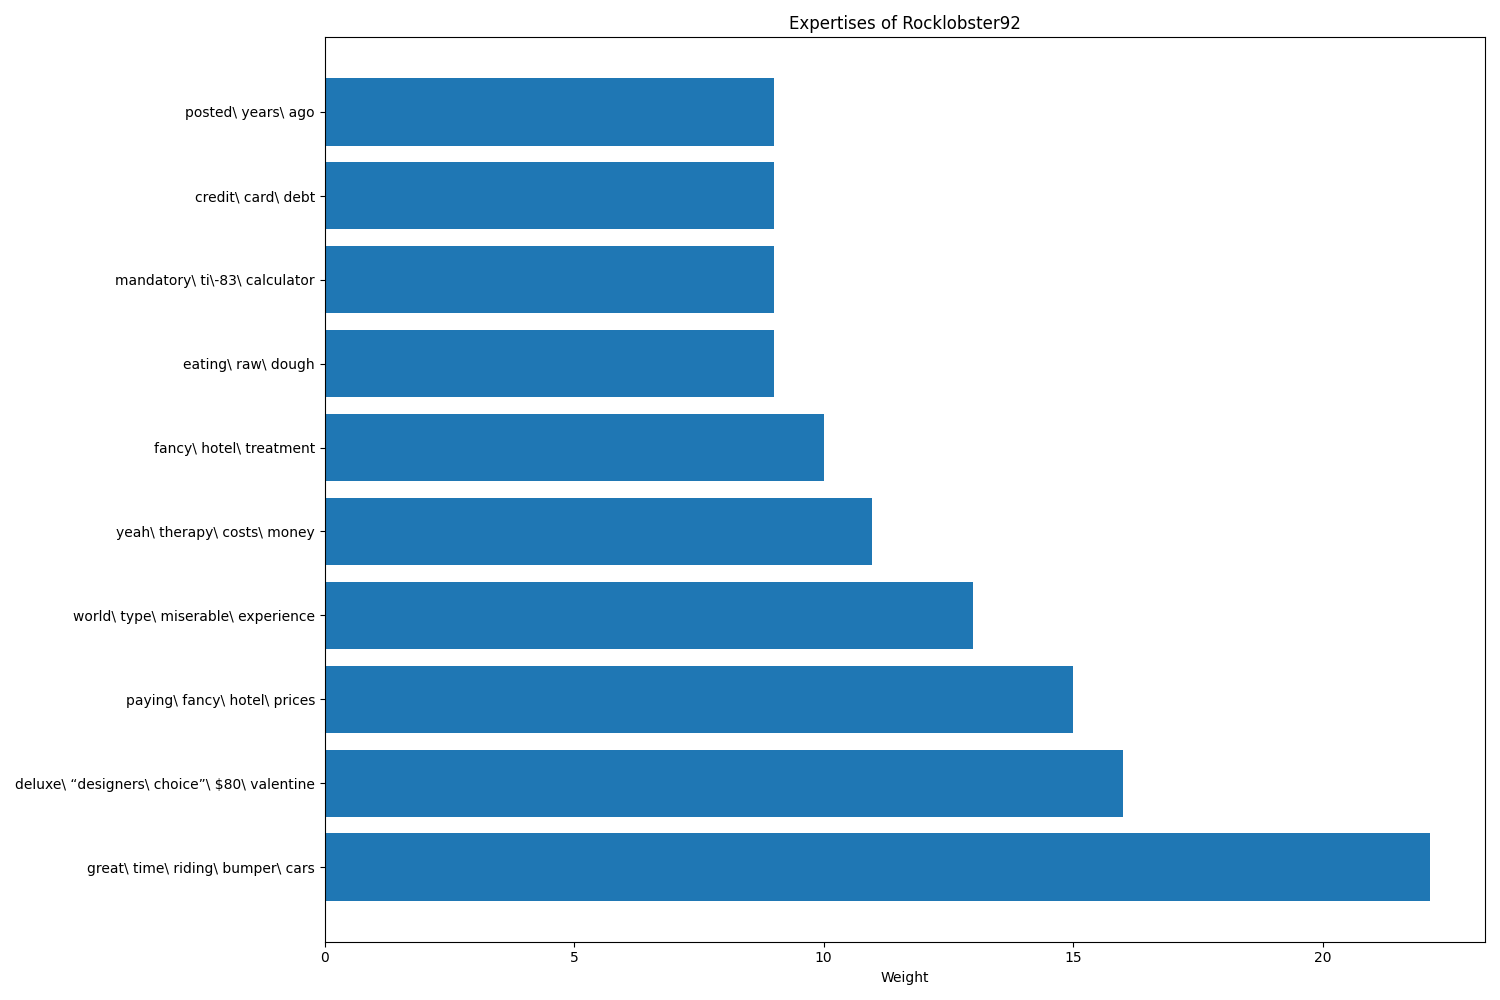 Expertises of Rocklobster92
posted\ years\ ago
credit\ card\ debt
mandatory\ ti\-83\ calculator
eating\ raw\ dough
fancy\ hotel\ treatment
yeah\ therapy\ costs\ money
world\ type\ miserable\ experience
paying\ fancy\ hotel\ prices
deluxe\ “designers\ choice”\ $80\ valentine
great\ time\ riding\ bumper\ cars
0 5 10 15 20
Weight